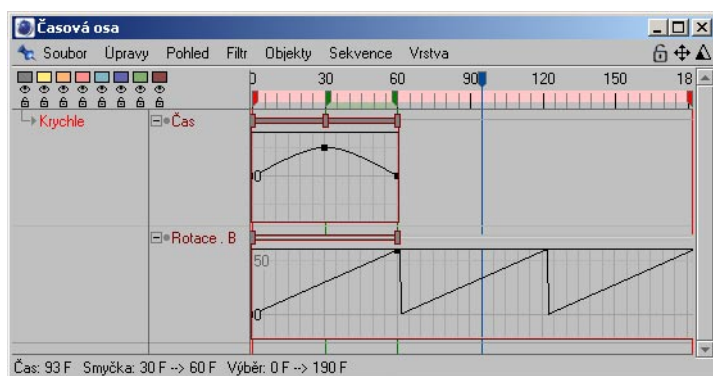 Časová osa
Soubor Úpravy Pohled Filtr Objekty Sekvence Vrstva
0 30 60 90 120 150 18
Krychle
Čas
0
Rotace . B
50
0
Čas: 93 F Smyčka: 30 F --> 60 F Výběr: 0 F --> 190 F